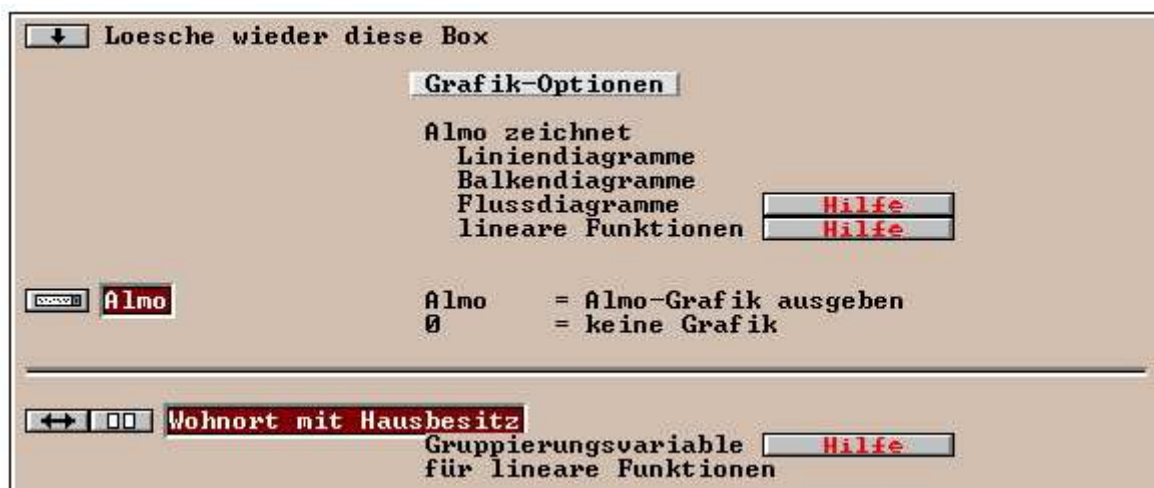 Loesche wieder diese Box
Grafik-Optionen
Almo zeichnet
Liniendiagramme
Balkendiagramme
Flussdiagramme Hilfe
lineare Funktionen Hilfe
Almo Almo = Almo-Grafik ausgeben
0 = keine Grafik
Wohnort mit Hausbesitz
Gruppierungsvariable Hilfe
für lineare Funktionen